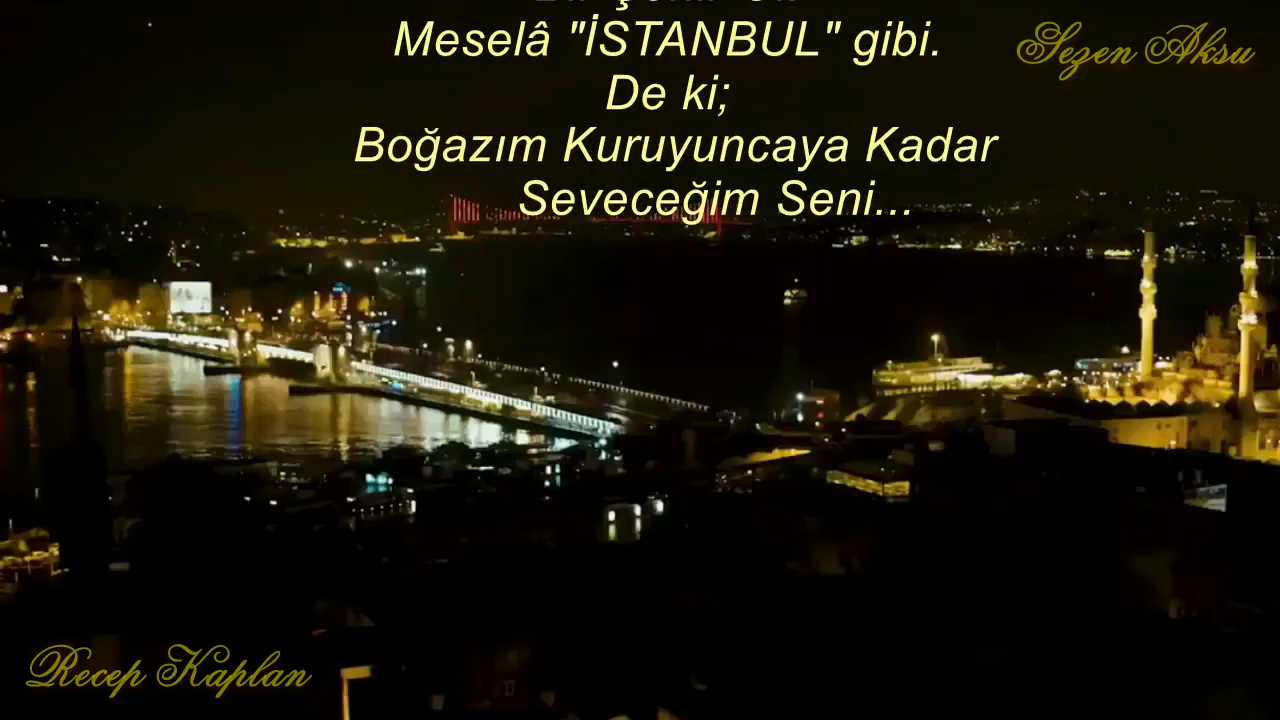 Meselâ "İSTANBUL" gibi.
De ki;
Boğazım Kuruyuncaya Kadar
Seveceğim Seni...
Sezen Aksu
Recep Kaplan